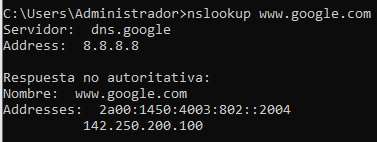 C:\Users\Administrador>nslookup www.google.com
Servidor:  dns.google
Address:  8.8.8.8

Respuesta no autoritativa:
Nombre:  www.google.com
Addresses:  2a00:1450:4003:802::2004
          142.250.200.100